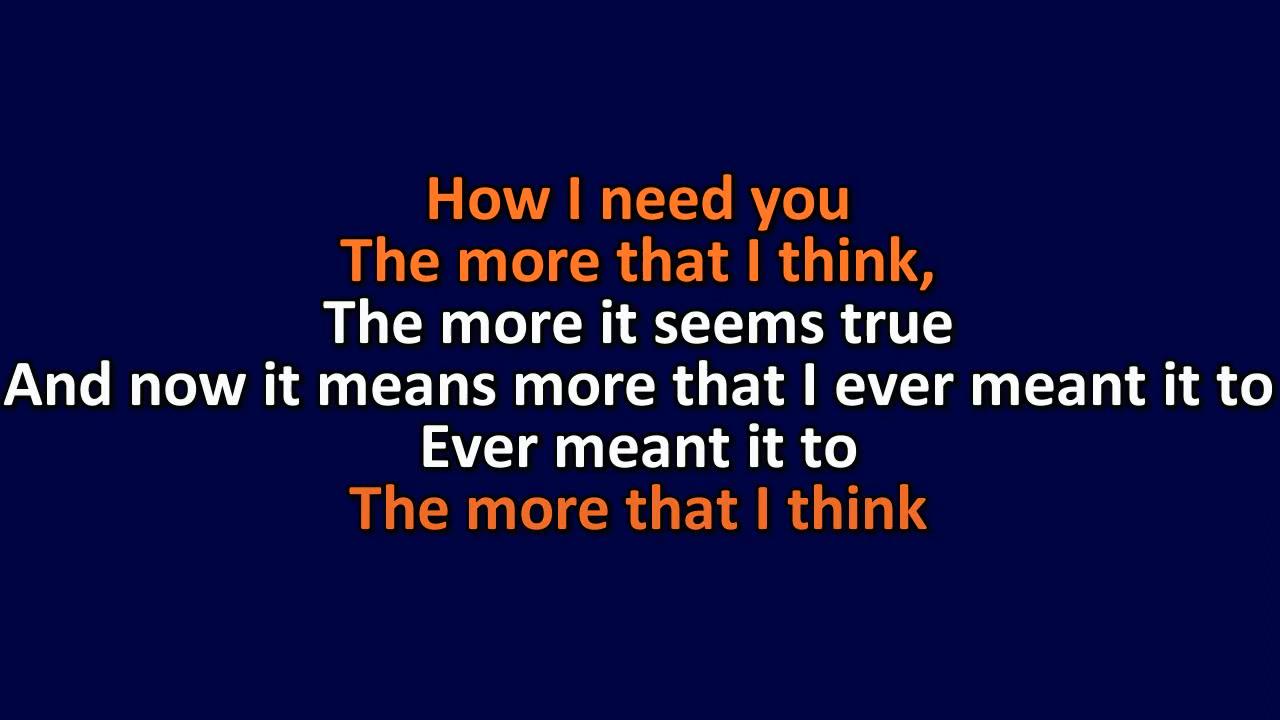 How I need you
The more that I think,
The more it seems true
And now it means more that I ever meant it to
Ever meant it to
The more that I think